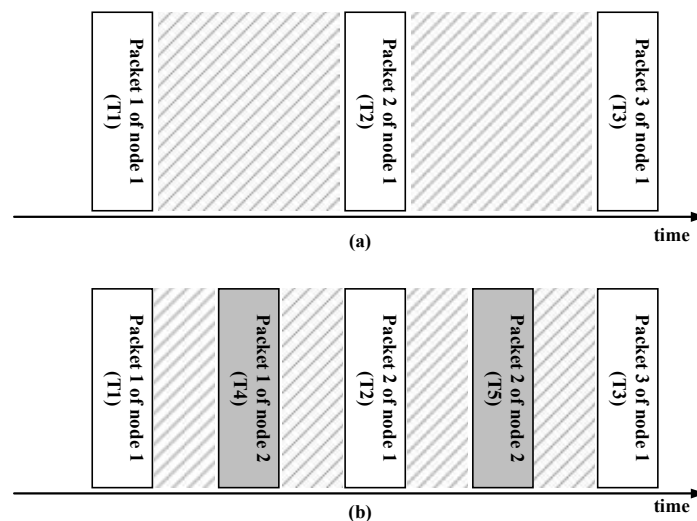 Packet 1 of node 1
(T1)
Packet 2 of node 1
(T2)
Packet 3 of node 1
(T3)
time
(a)
Packet 1 of node 1
(T1)
Packet 1 of node 2
(T4)
Packet 2 of node 1
(T2)
Packet 2 of node 2
(T5)
Packet 3 of node 1
(T3)
time
(b)